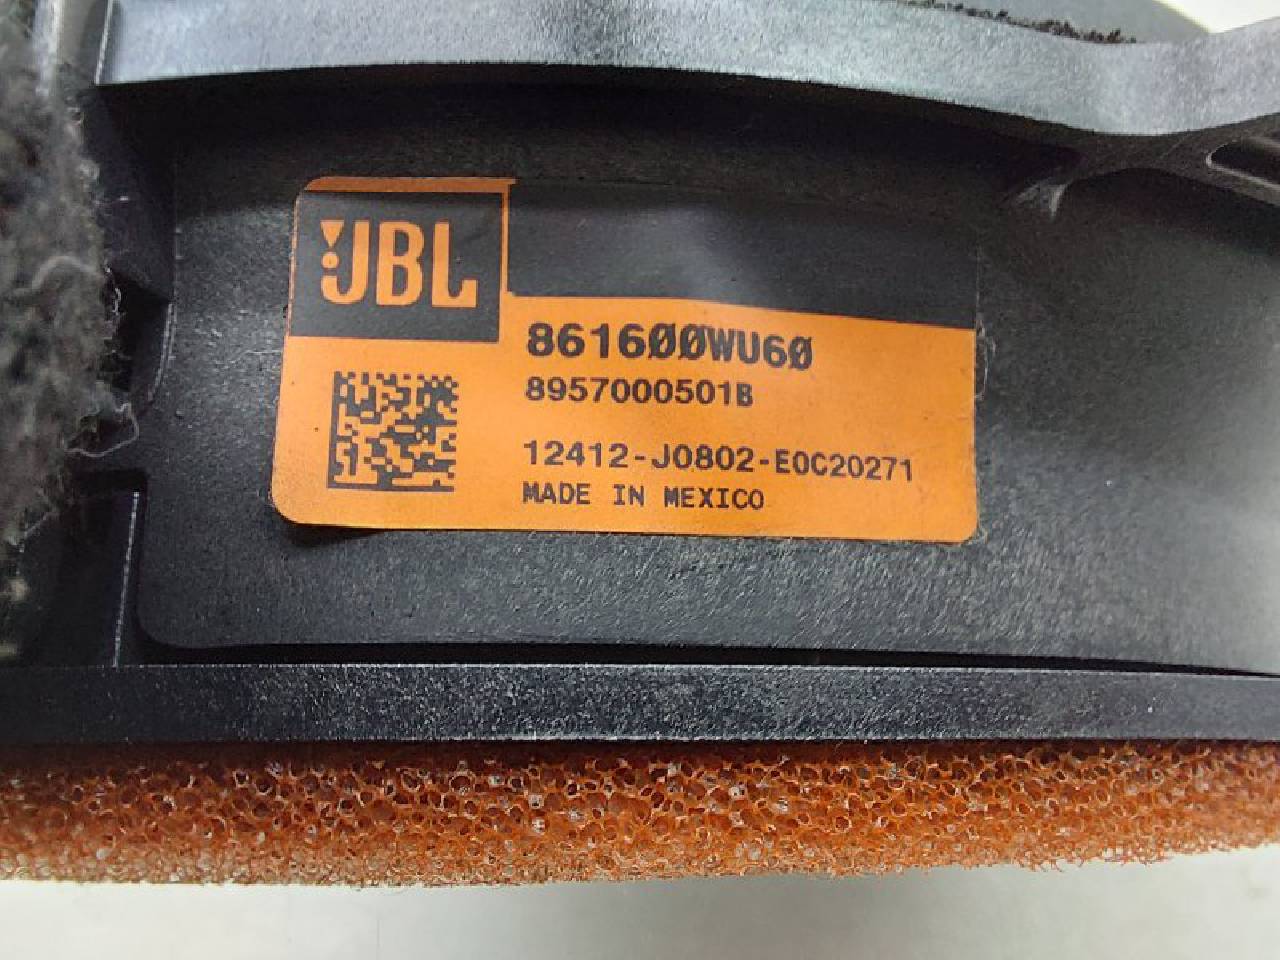 JBL
861600WU60
8957000501B
12412-J0802-E0C20271
MADE IN MEXICO